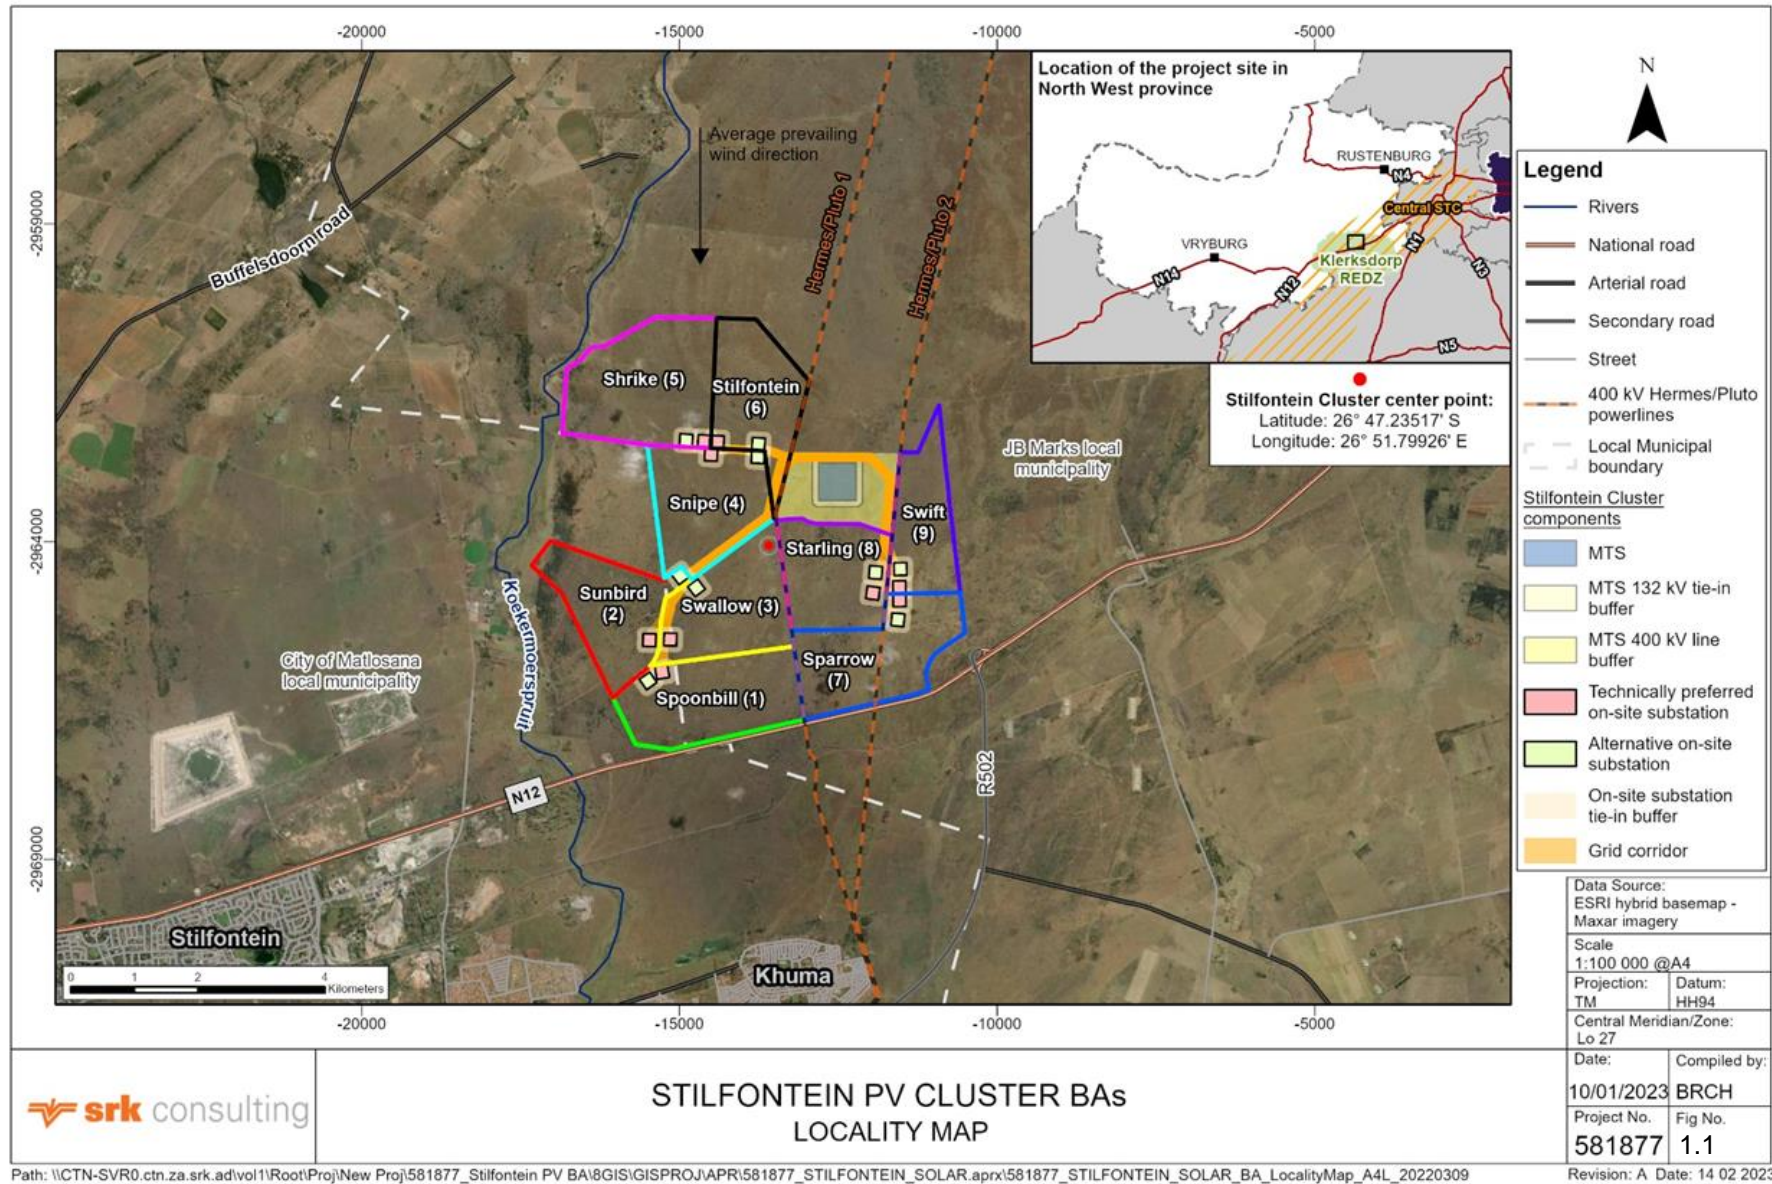 -20000
-15000
-10000
-5000
-2959000
-2964000
-2969000
Buffelsdoorn road
Average prevailing
wind direction
Hermes/Pluto 1
Hermes/Pluto 2
Location of the project site in
North West province
RUSTENBURG
N4
Central STC
VRYBURG
Klerksdorp
REDZ
N14
N12
N1
N3
N5
Stilfontein Cluster center point:
Latitude: 26° 47.23517' S
Longitude: 26° 51.79926' E
Shrike (5)
Stilfontein
(6)
JB Marks local
municipality
Snipe (4)
Swift
(9)
Starling (8)
Sunbird
(2)
Swallow (3)
Koekemoerspruit
City of Matlosana
local municipality
Sparrow
(7)
Spoonbill (1)
N12
R502
Stilfontein
Khuma
0 1 2 4
Kilometers
-20000
-15000
-10000
-5000
N
Legend
Rivers
National road
Arterial road
Secondary road
Street
400 kV Hermes/Pluto
powerlines
Local Municipal
boundary
Stilfontein Cluster
components
MTS
MTS 132 kV tie-in
buffer
MTS 400 kV line
buffer
Technically preferred
on-site substation
Alternative on-site
substation
On-site substation
tie-in buffer
Grid corridor
Data Source:
ESRI hybrid basemap -
Maxar imagery
Scale
1:100 000 @A4
Projection:
TM
Datum:
HH94
Central Meridian/Zone:
Lo 27
Date:
10/01/2023
Compiled by:
BRCH
Project No.
581877
Fig No.
1.1
srk consulting
STILFONTEIN PV CLUSTER BAs
LOCALITY MAP
Path: \\CTN-SVR0.ctn.za.srk.ad\vol1\Root\Proj\New Proj\581877_Stilfontein PV BA\8GIS\GISPROJ\APR\581877_STILFONTEIN_SOLAR.aprx\581877_STILFONTEIN_SOLAR_BA_LocalityMap_A4L_20220309
Revision: A Date: 14 02 2023